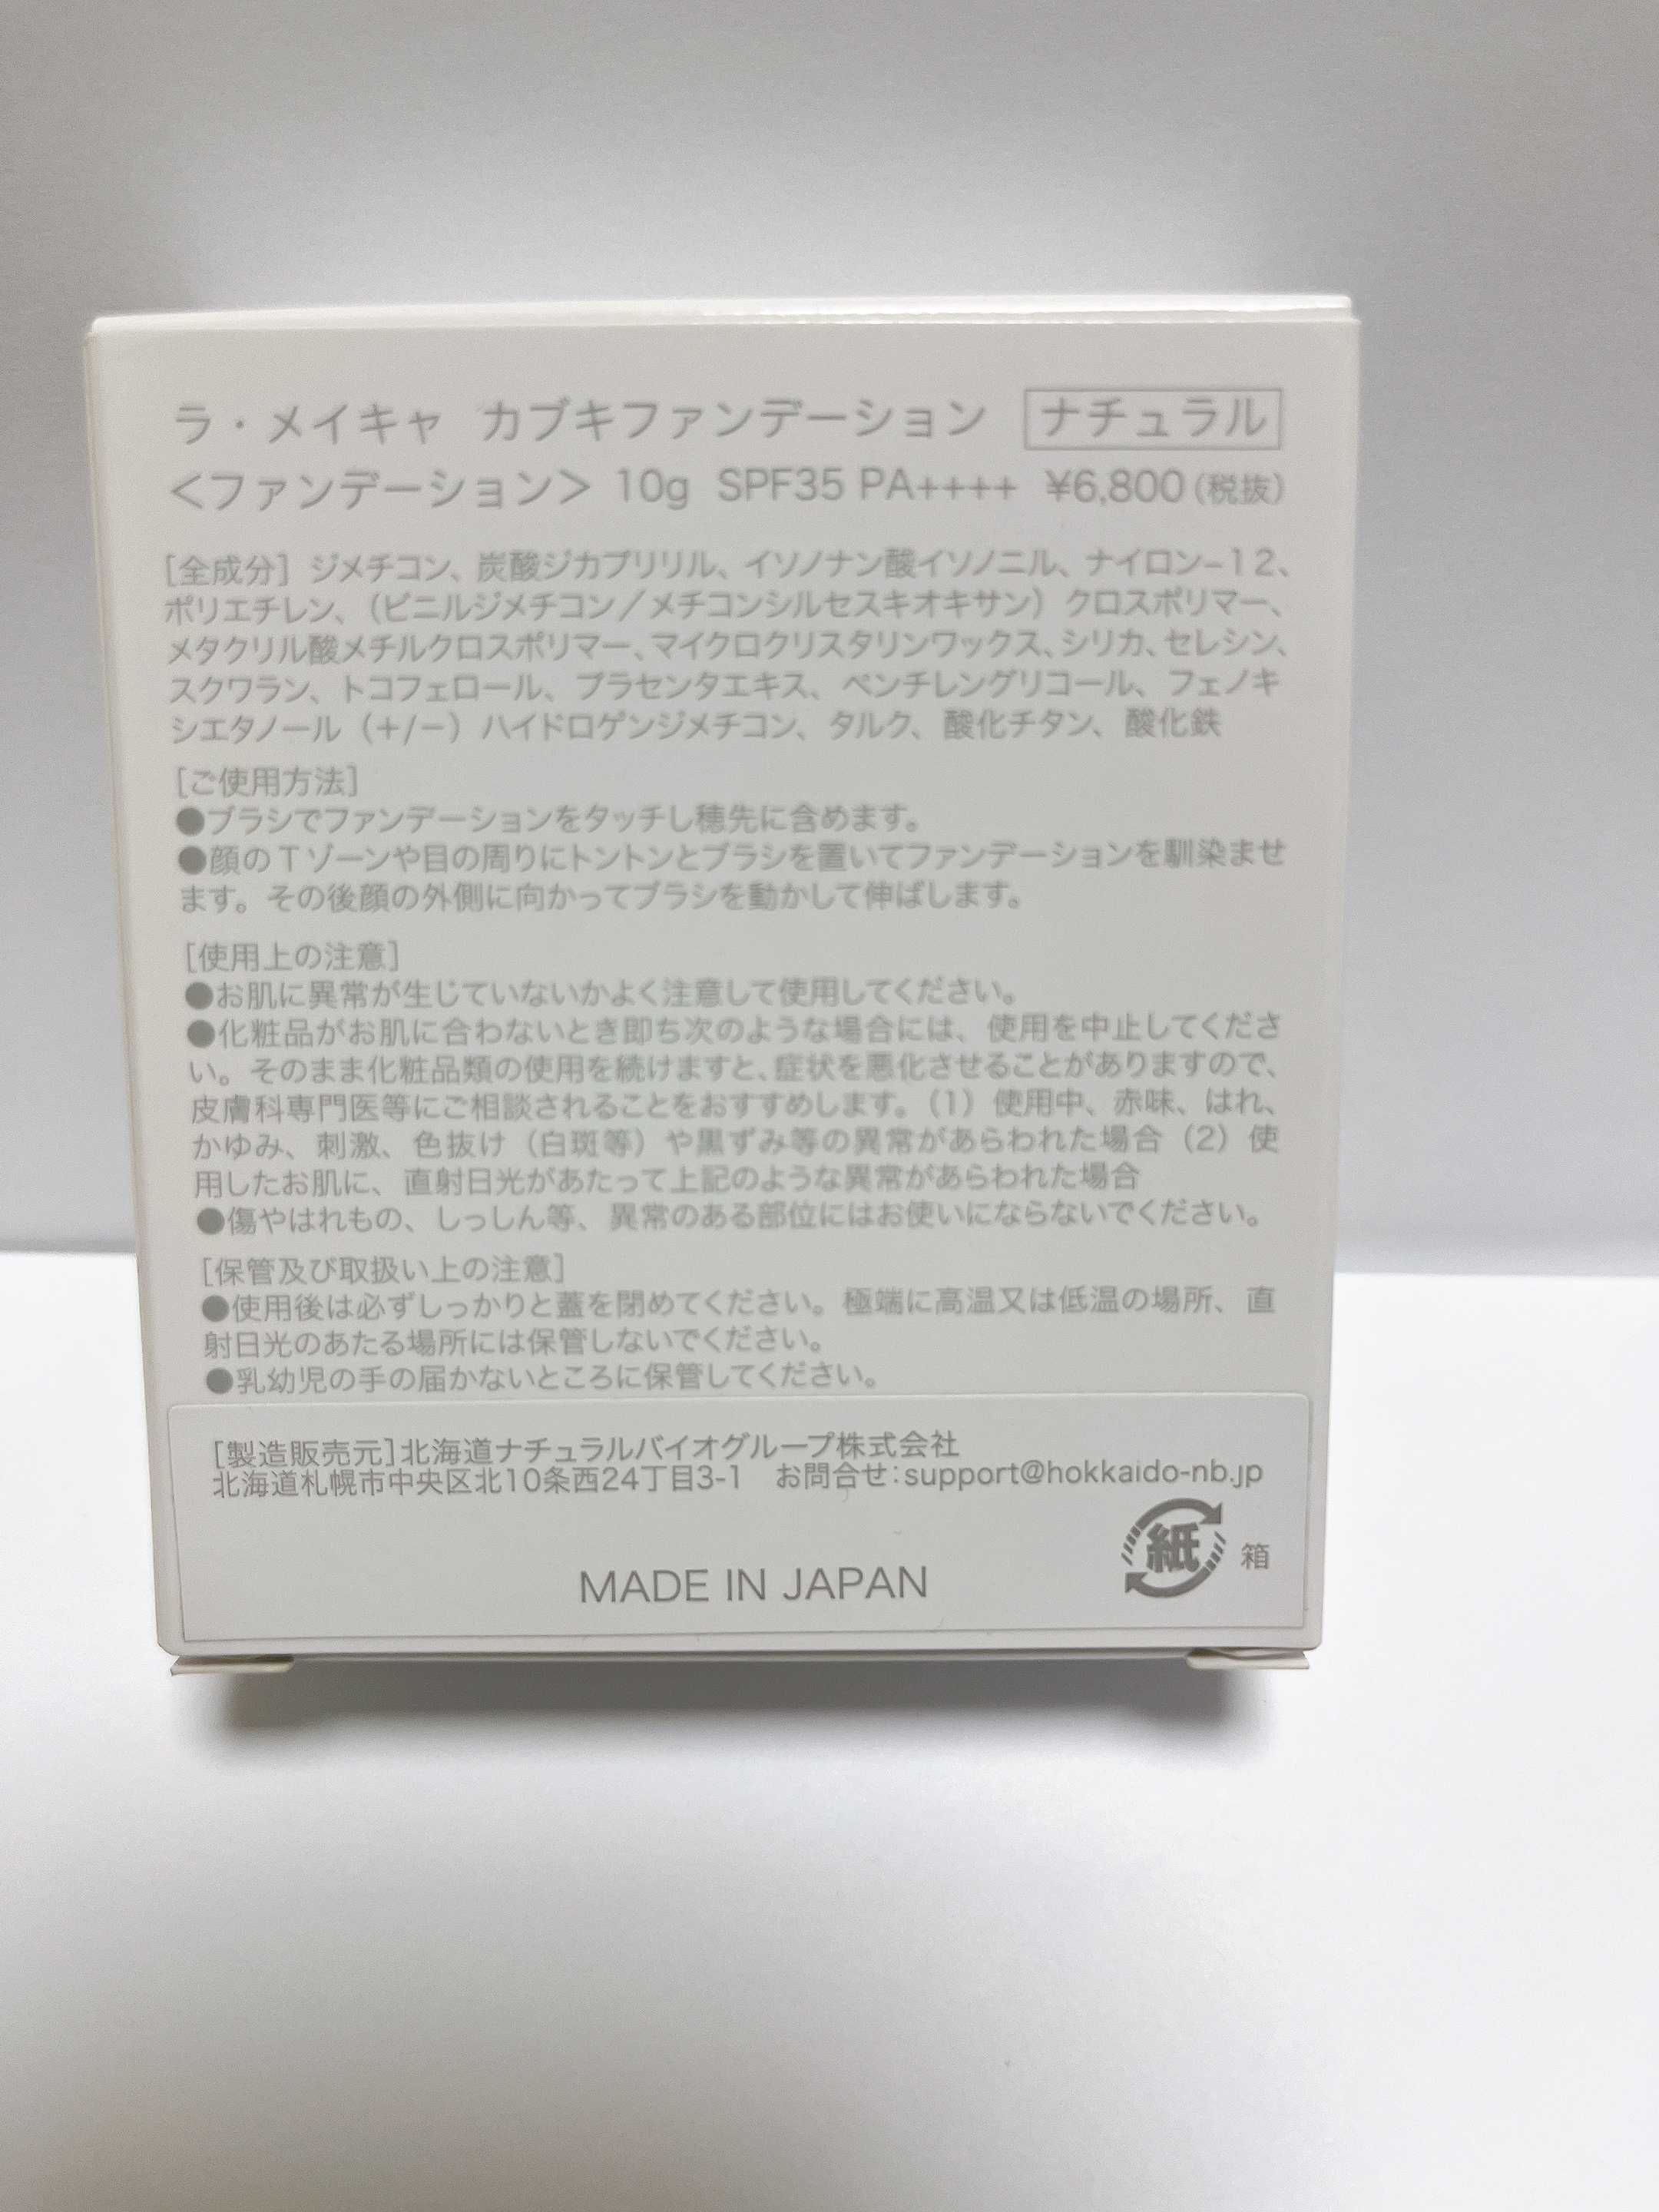 ラ・メイキャ カブキファンデーション ナチュラル
＜ファンデーション＞ 10g SPF35 PA++++ ¥6,800（税抜）
［全成分］ジメチコン、炭酸ジカプリリル、イソノナン酸イソノニル、ナイロン−12、
ポリエチレン、（ビニルジメチコン／メチコンシルセスキオキサン）クロスポリマー、
メタクリル酸メチルクロスポリマー、マイクロクリスタリンワックス、シリカ、セレシン、
スクワラン、トコフェロール、プラセンタエキス、ペンチレングリコール、フェノキ
シエタノール（+/−）ハイドロゲンジメチコン、タルク、酸化チタン、酸化鉄
［ご使用方法］
●ブラシでファンデーションをタッチし穂先に含めます。
●顔のTゾーンや目の周りにトントンとブラシを置いてファンデーションを馴染ませ
ます。その後顔の外側に向かってブラシを動かして伸ばします。
［使用上の注意］
●お肌に異常が生じていないかよく注意して使用してください。
●化粧品がお肌に合わないとき即ち次のような場合には、使用を中止してくださ
い。そのまま化粧品類の使用を続けますと、症状を悪化させることがありますので、
皮膚科専門医等にご相談されることをおすすめします。（1）使用中、赤味、はれ、
かゆみ、刺激、色抜け（白斑等）や黒ずみ等の異常があらわれた場合（2）使
用したお肌に、直射日光があたって上記のような異常があらわれた場合
●傷やはれもの、しっしん等、異常のある部位にはお使いにならないでください。
［保管及び取扱い上の注意］
●使用後は必ずしっかりと蓋を閉めてください。極端に高温又は低温の場所、直
射日光のあたる場所には保管しないでください。
●乳幼児の手の届かないところに保管してください。
［製造販売元］北海道ナチュラルバイオグループ株式会社
北海道札幌市中央区北10条西24丁目3-1 お問合せ：support@hokkaido-nb.jp
紙 箱
MADE IN JAPAN